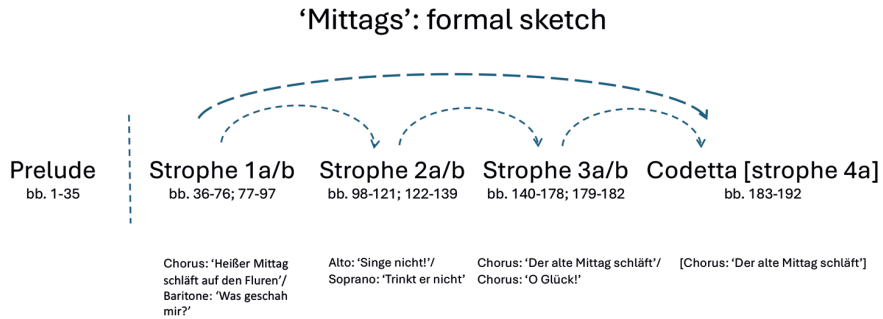 ‘Mittags’: formal sketch
Prelude
bb. 1-35
Strophe 1a/b
bb. 36-76; 77-97
Strophe 2a/b
bb. 98-121; 122-139
Strophe 3a/b
bb. 140-178; 179-182
Codetta [strophe 4a]
bb. 183-192
Chorus: ‘Heißer Mittag
schläft auf den Fluren’/
Baritone: ‘Was geschah
mir?’
Alto: ‘Singe nicht!’/
Soprano: ‘Trinkt er nicht’
Chorus: ‘Der alte Mittag schläft’/
Chorus: ‘O Glück!’
[Chorus: ‘Der alte Mittag schläft’]